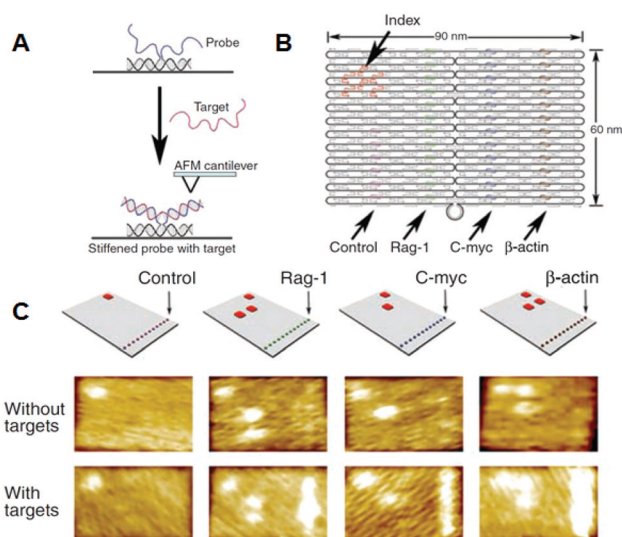 A
Probe
Target
AFM cantilever
Stiffened probe with target
B
Index
90 nm
60 nm
Control Rag-1 C-myc β-actin
C
Control Rag-1 C-myc β-actin
Without
targets
With
targets